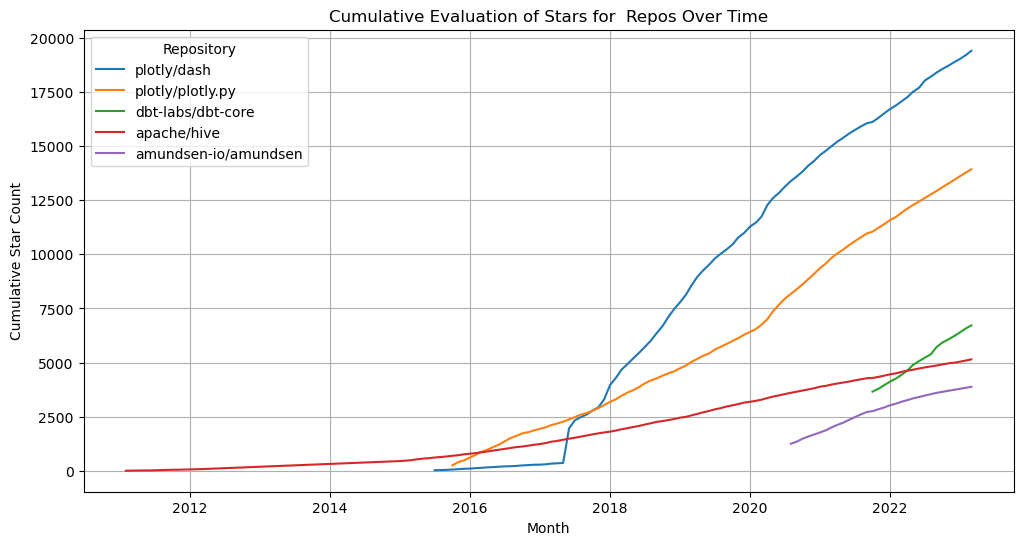 Cumulative Evaluation of Stars for  Repos Over Time
20000
17500
15000
12500
10000
7500
5000
2500
0
Cumulative Star Count
Repository
plotly/dash
plotly/plotly.py
dbt-labs/dbt-core
apache/hive
amundsen-io/amundsen
2012 2014 2016 2018 2020 2022
Month